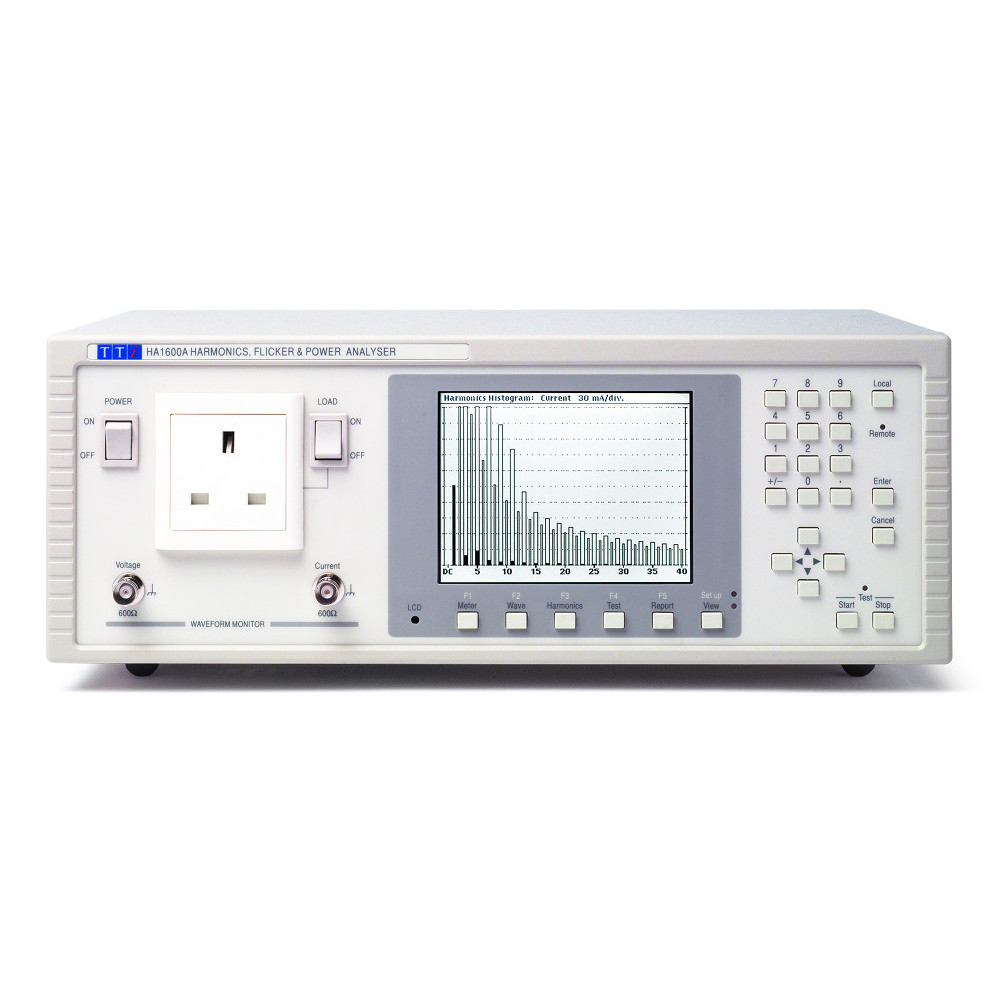 TTi HA1600A HARMONICS, FLICKER & POWER ANALYSER
POWER
ON
OFF
LOAD
ON
OFF
Voltage
600Ω
Current
600Ω
WAVEFORM MONITOR
Harmonics Histogram: Current 30 mA/div.
DC 5 10 15 20 25 30 35 40
LCD
F1 F2 F3 F4 F5 Set up
Meter Wave Harmonics Test Report View
7 8 9 Local
4 5 6
Remote
1 2 3
+/− 0 . Enter
Cancel
Test
Start Stop